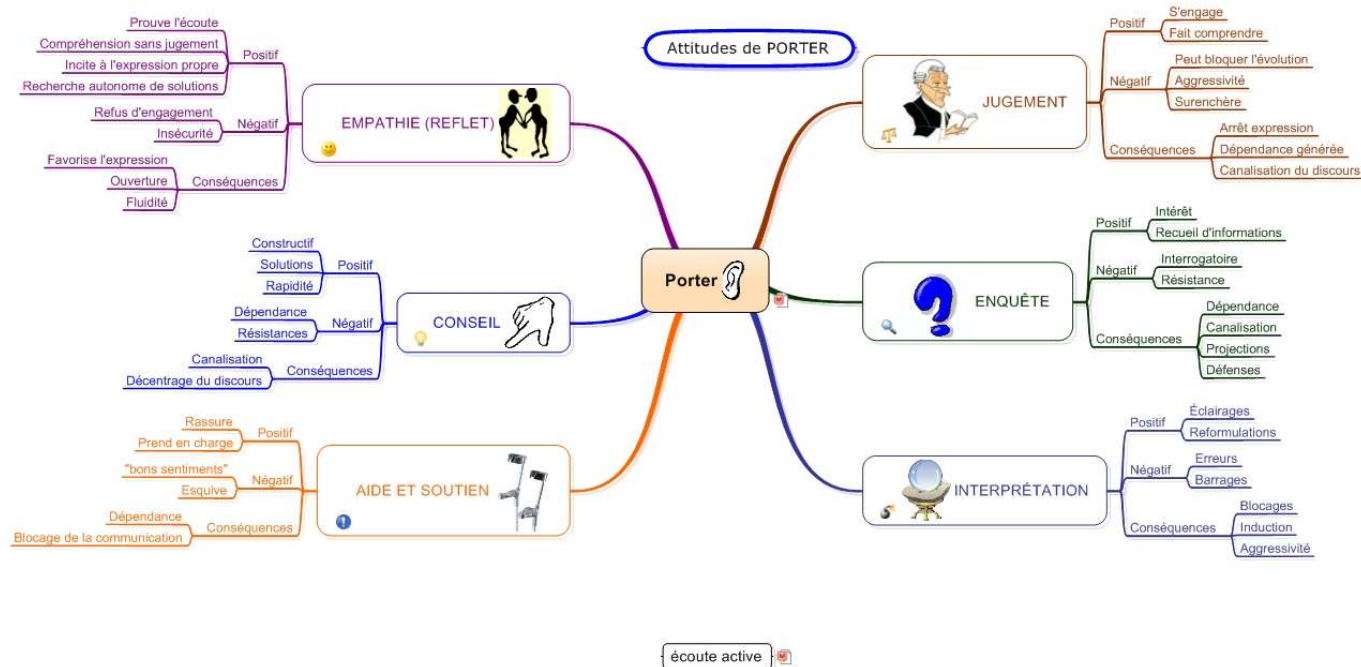 Attitudes de PORTER
Porter
EMPATHIE (REFLET)
Positif
Prouve l'écoute
Compréhension sans jugement
Incite à l'expression propre
Recherche autonome de solutions
Négatif
Refus d'engagement
Insécurité
Conséquences
Favorise l'expression
Ouverture
Fluidité
CONSEIL
Positif
Constructif
Solutions
Rapidité
Négatif
Dépendance
Résistances
Conséquences
Canalisation
Décentrage du discours
AIDE ET SOUTIEN
Positif
Rassure
Prend en charge
Négatif
"bons sentiments"
Esquive
Conséquences
Dépendance
Blocage de la communication
JUGEMENT
Positif
S'engage
Fait comprendre
Négatif
Peut bloquer l'évolution
Aggressivité
Surenchère
Conséquences
Arrêt expression
Dépendance générée
Canalisation du discours
ENQUÊTE
Positif
Intérêt
Recueil d'informations
Négatif
Interrogatoire
Résistance
Conséquences
Dépendance
Canalisation
Projections
Défenses
INTERPRÉTATION
Positif
Éclairages
Reformulations
Négatif
Erreurs
Barrages
Conséquences
Blocages
Induction
Aggressivité
écoute active